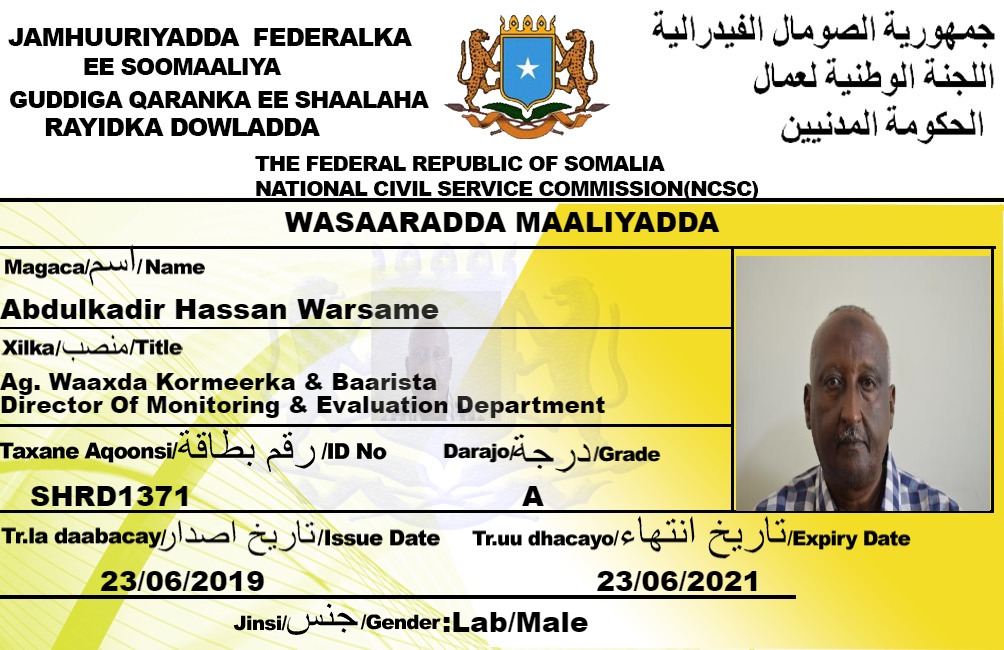 JAMHUURIYADDA FEDERALKA
EE SOOMAALIYA
GUDDIGA QARANKA EE SHAALAHA
RAYIDKA DOWLADDA
جمهورية الصومال الفيدرالية
اللجنة الوطنية لعمال
الحكومة المدنيين
THE FEDERAL REPUBLIC OF SOMALIA
NATIONAL CIVIL SERVICE COMMISSION(NCSC)
WASAARADDA MAALIYADDA
Magaca/اسم/Name
Abdulkadir Hassan Warsame
Xilka/منصب/Title
Ag. Waaxda Kormeerka & Baarista
Director Of Monitoring & Evaluation Department
Taxane Aqoonsi/رقم بطاقة/ID No
Darajo/درجة/Grade
SHRD1371
A
Tr.la daabacay/تاريخ اصدار/Issue Date
Tr.uu dhacayo/تاريخ انتهاء/Expiry Date
23/06/2019
23/06/2021
Jinsi/جنس/Gender:Lab/Male